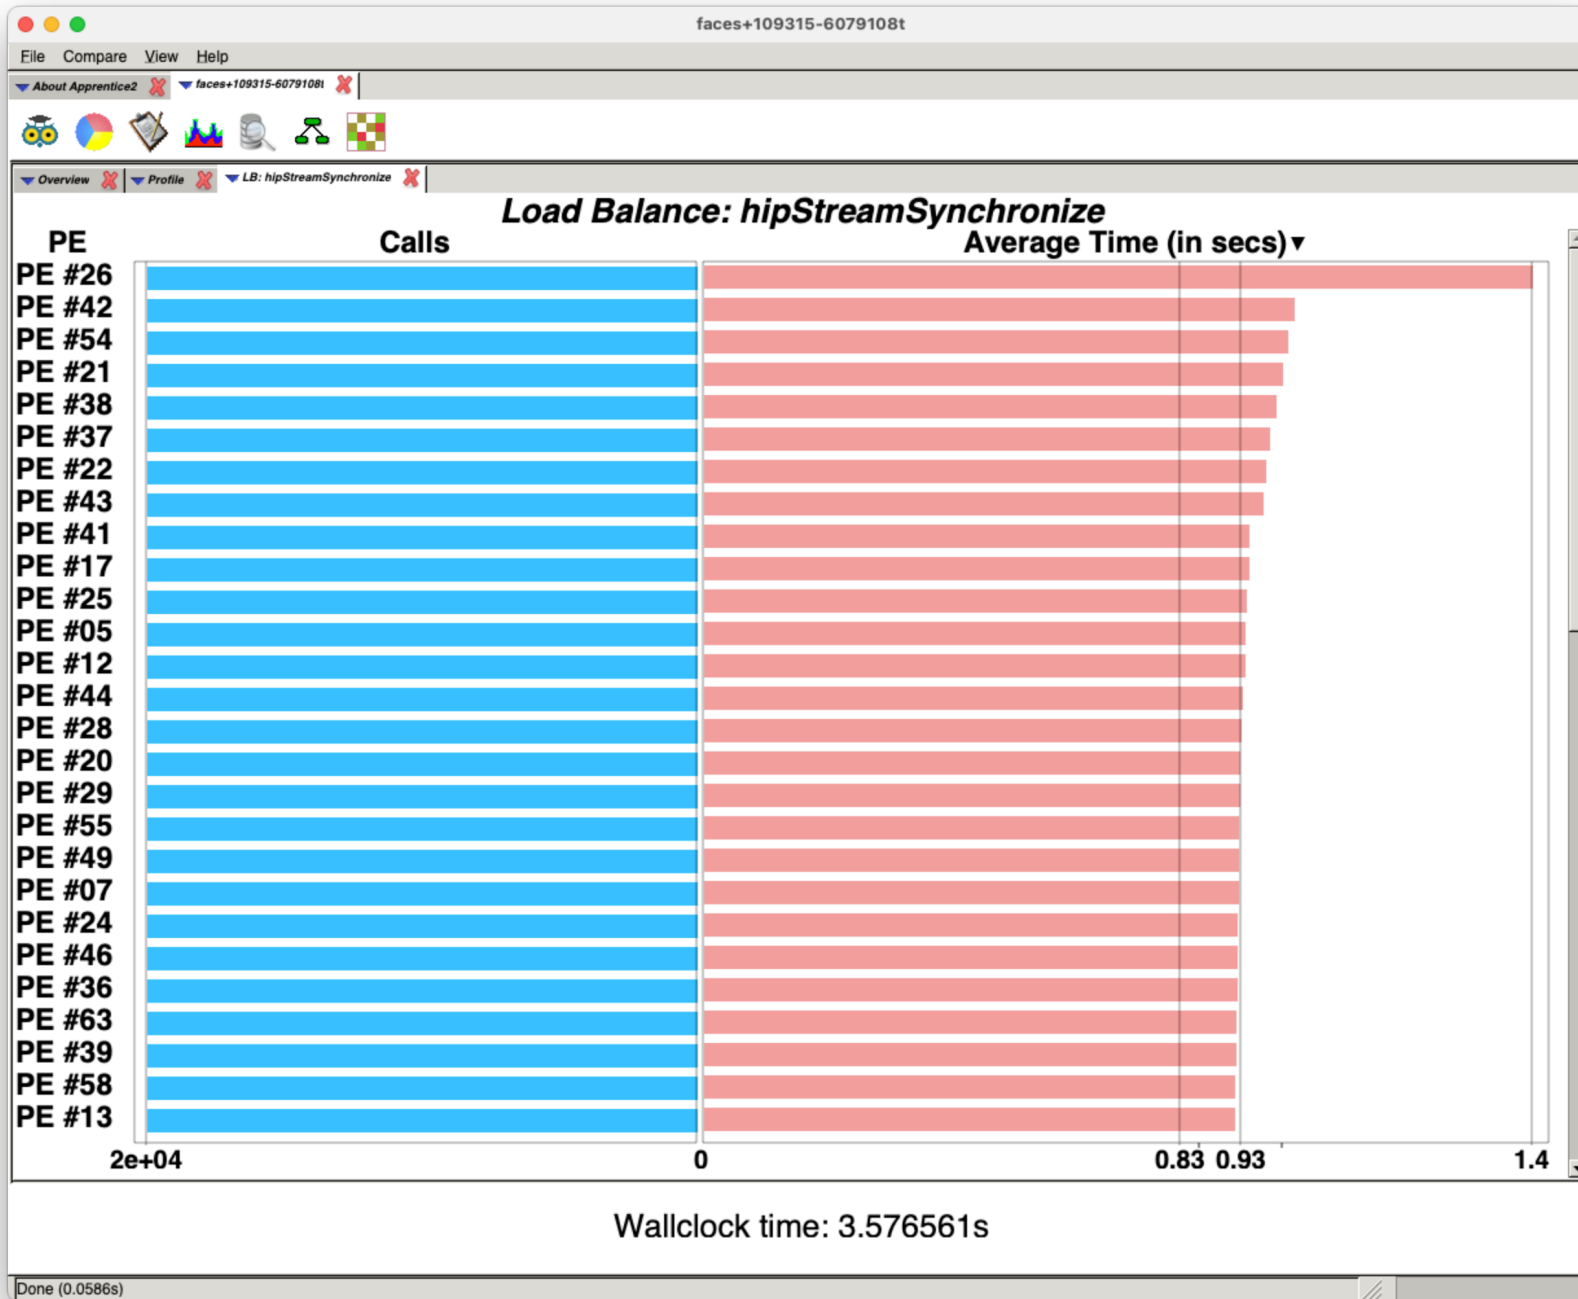 faces+109315-6079108t
File Compare View Help
About Apprentice2 faces+109315-6079108t
Overview Profile LB: hipStreamSynchronize
Load Balance: hipStreamSynchronize
PE Calls Average Time (in secs)▼
PE #26
PE #42
PE #54
PE #21
PE #38
PE #37
PE #22
PE #43
PE #41
PE #17
PE #25
PE #05
PE #12
PE #44
PE #28
PE #20
PE #29
PE #55
PE #49
PE #07
PE #24
PE #46
PE #36
PE #63
PE #39
PE #58
PE #13
2e+04 0 0.83 0.93 1.4
Wallclock time: 3.576561s
Done (0.0586s)